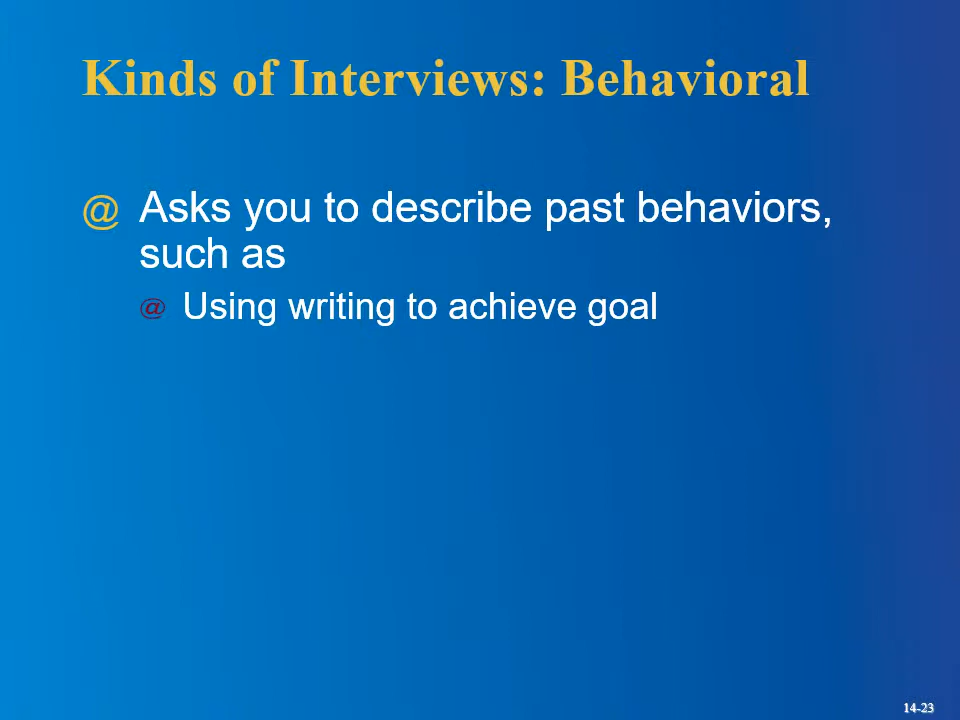 Kinds of Interviews: Behavioral
@ Asks you to describe past behaviors,
such as
@ Using writing to achieve goal
14-23